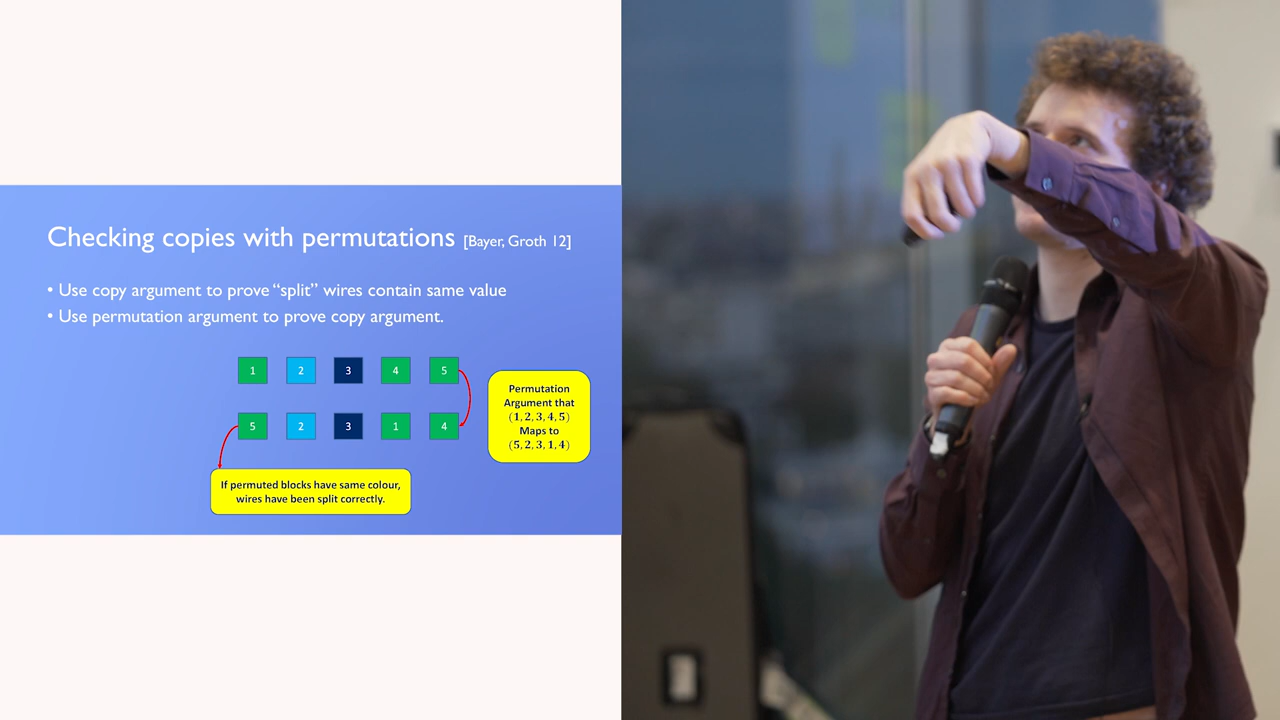 Checking copies with permutations [Bayer, Groth 12]
• Use copy argument to prove “split” wires contain same value
• Use permutation argument to prove copy argument.
1 2 3 4 5
5 2 3 1 4
Permutation
Argument that
(1, 2, 3, 4, 5)
Maps to
(5, 2, 3, 1, 4)
If permuted blocks have same colour,
wires have been split correctly.